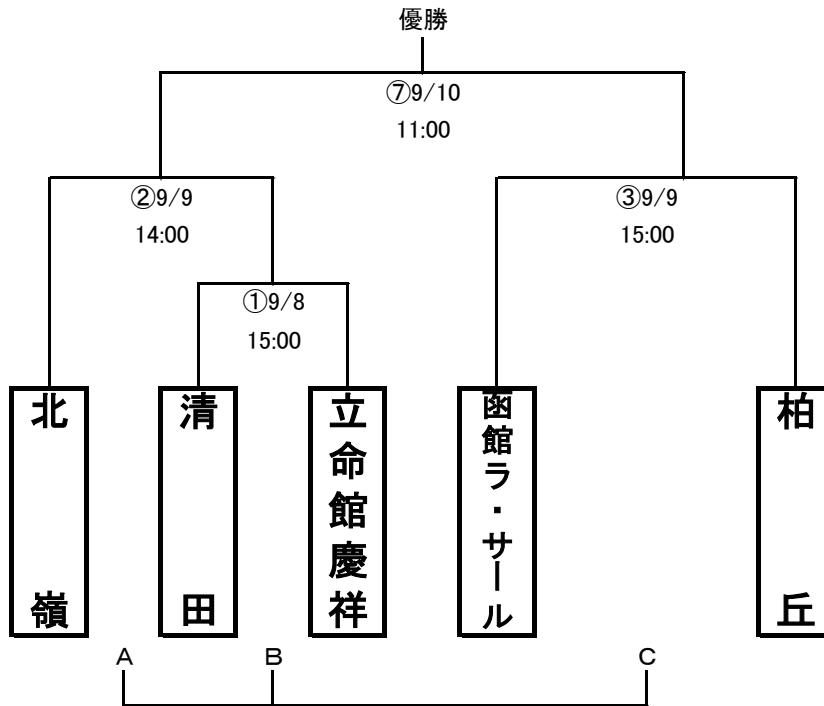 優勝
⑦9/10
11:00
②9/9
14:00
③9/9
15:00
①9/8
15:00
北嶺
清田
立命館慶祥
函館ラ・サール
柏丘
A
B
C